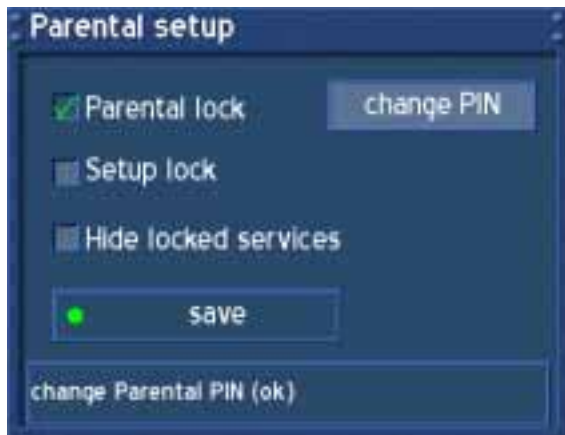 Parental setup
Parental lock
change PIN
Setup lock
Hide locked services
save
change Parental PIN (ok)